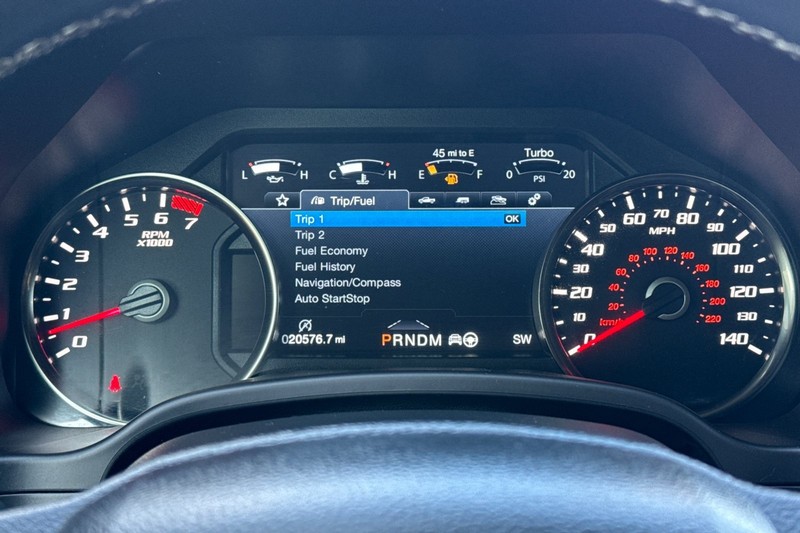 45 mi to E Turbo
L H C H E F 0 20
PSI
Trip/Fuel
Trip 1 OK
Trip 2
Fuel Economy
Fuel History
Navigation/Compass
Auto StartStop
020576.7 mi PRNDM SW
0 1 2 3 4 5 6 7
RPM
X1000
0 10 20 30 40 50 60 70 80 90 100 110 120 130 140
MPH
km/h 20 40 60 80 100 120 140 160 180 200 220